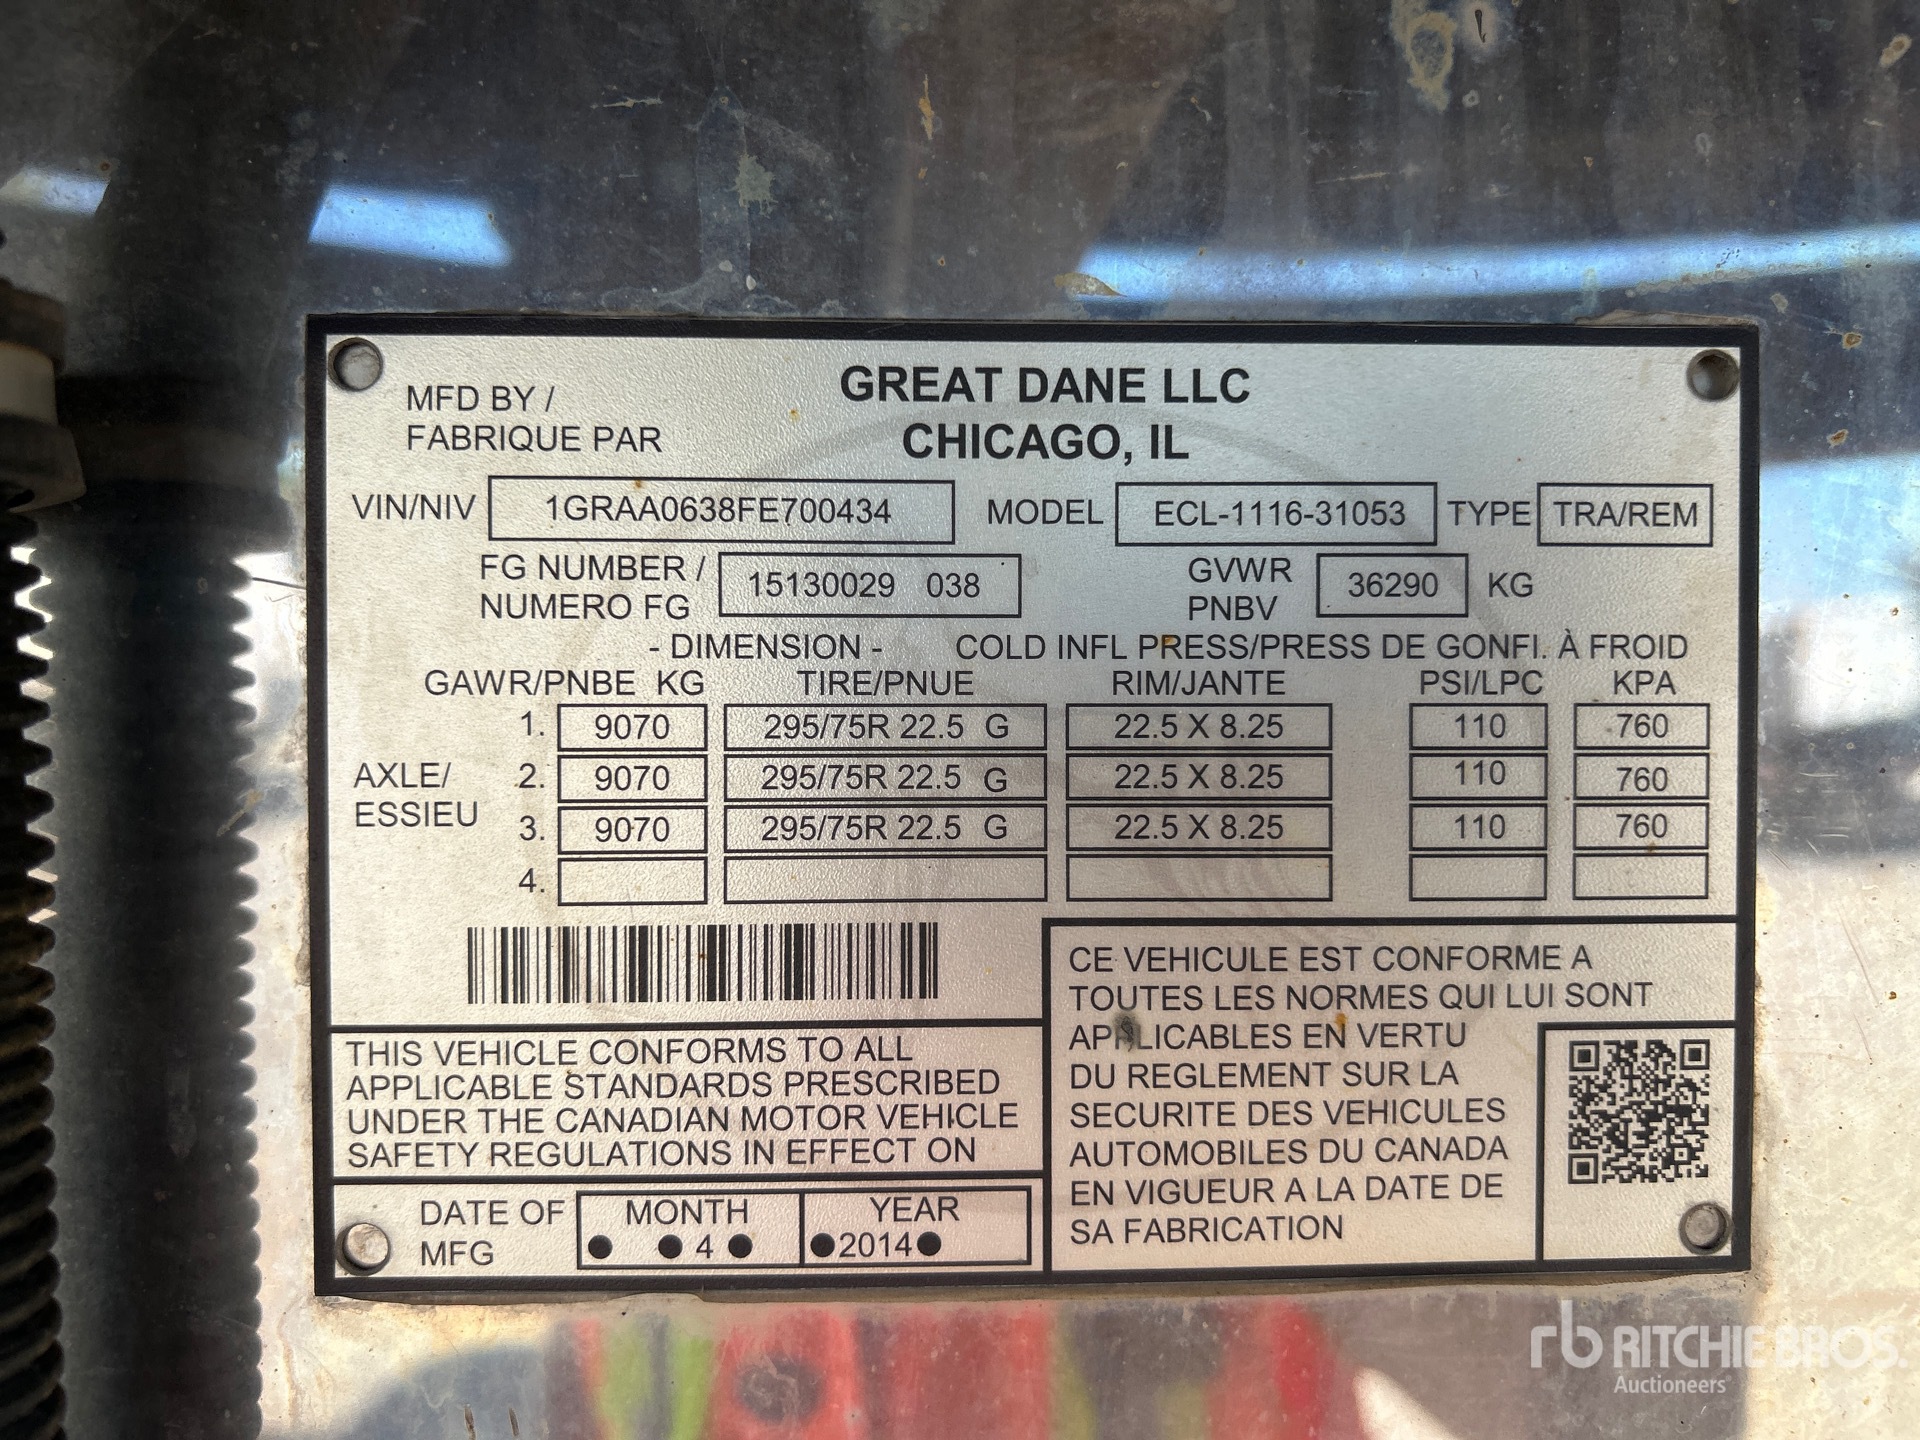 MFD BY /
FABRIQUE PAR
GREAT DANE LLC
CHICAGO, IL
VIN/NIV 1GRAA0638FE700434 MODEL ECL-1116-31053 TYPE TRA/REM
FG NUMBER /
NUMERO FG
15130029 038
GVWR
PNBV
36290 KG
- DIMENSION - COLD INFL PRESS/PRESS DE GONFI. À FROID
GAWR/PNBE KG TIRE/PNUE RIM/JANTE PSI/LPC KPA
AXLE/
ESSIEU
1. 9070 295/75R 22.5 G 22.5 X 8.25 110 760
2. 9070 295/75R 22.5 G 22.5 X 8.25 110 760
3. 9070 295/75R 22.5 G 22.5 X 8.25 110 760
4.
THIS VEHICLE CONFORMS TO ALL
APPLICABLE STANDARDS PRESCRIBED
UNDER THE CANADIAN MOTOR VEHICLE
SAFETY REGULATIONS IN EFFECT ON
DATE OF
MFG
MONTH YEAR
4 2014
CE VEHICULE EST CONFORME A
TOUTES LES NORMES QUI LUI SONT
APPLICABLES EN VERTU
DU REGLEMENT SUR LA
SECURITE DES VEHICULES
AUTOMOBILES DU CANADA
EN VIGUEUR A LA DATE DE
SA FABRICATION
rb RITCHIE BROS.
Auctioneers